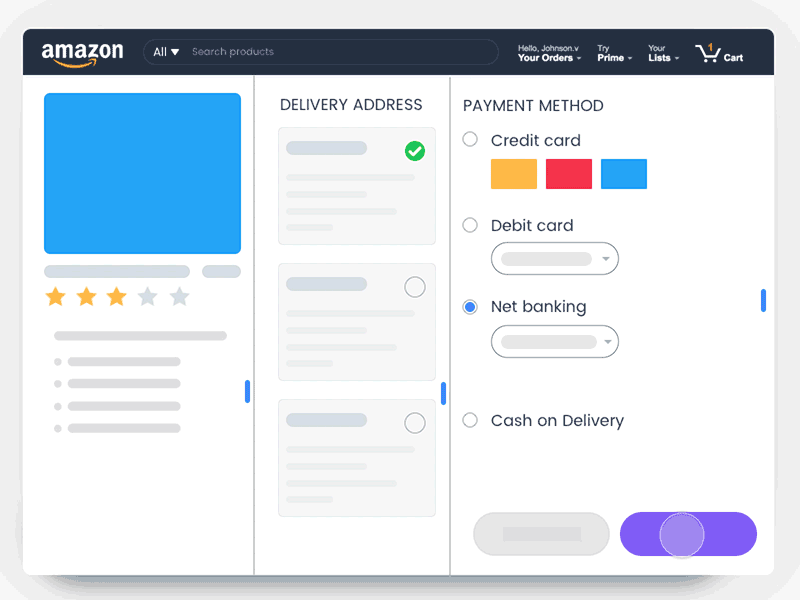 amazon
All
Search products
Hello, Johnson.v
Your Orders
Try
Prime
Your
Lists
1
Cart
DELIVERY ADDRESS
PAYMENT METHOD
Credit card
Debit card
Net banking
Cash on Delivery